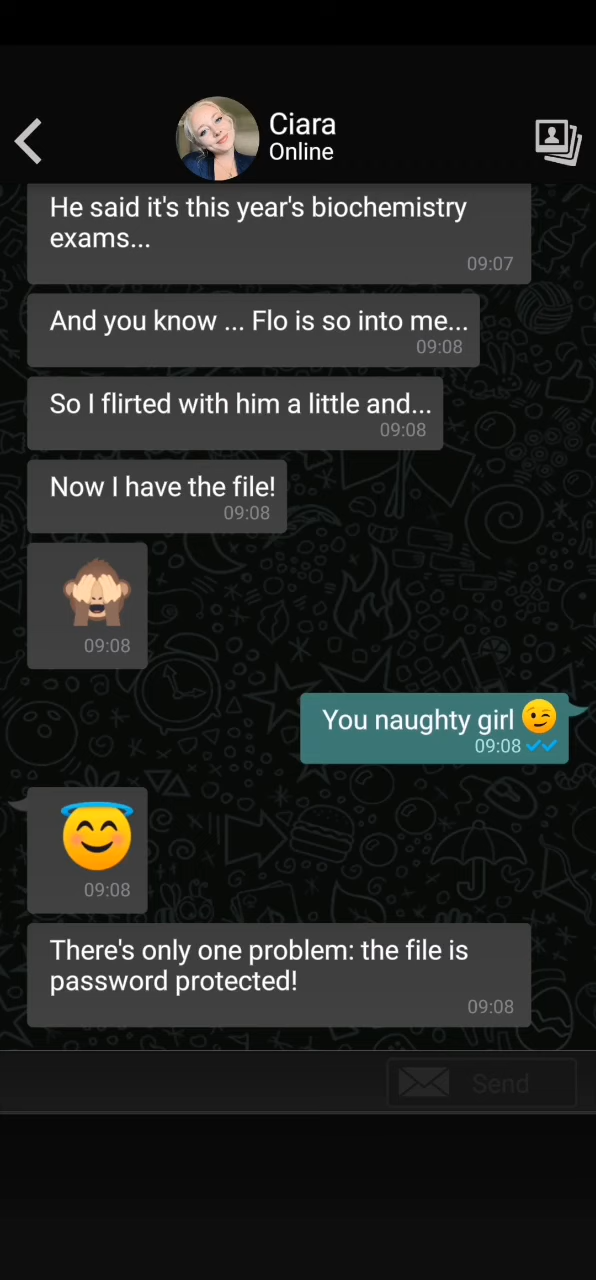 Ciara
Online
He said it's this year's biochemistry
exams...
09:07
And you know ... Flo is so into me...
09:08
So I flirted with him a little and...
09:08
Now I have the file!
09:08
09:08
You naughty girl 😉
09:08
😇
09:08
There's only one problem: the file is
password protected!
09:08
Send